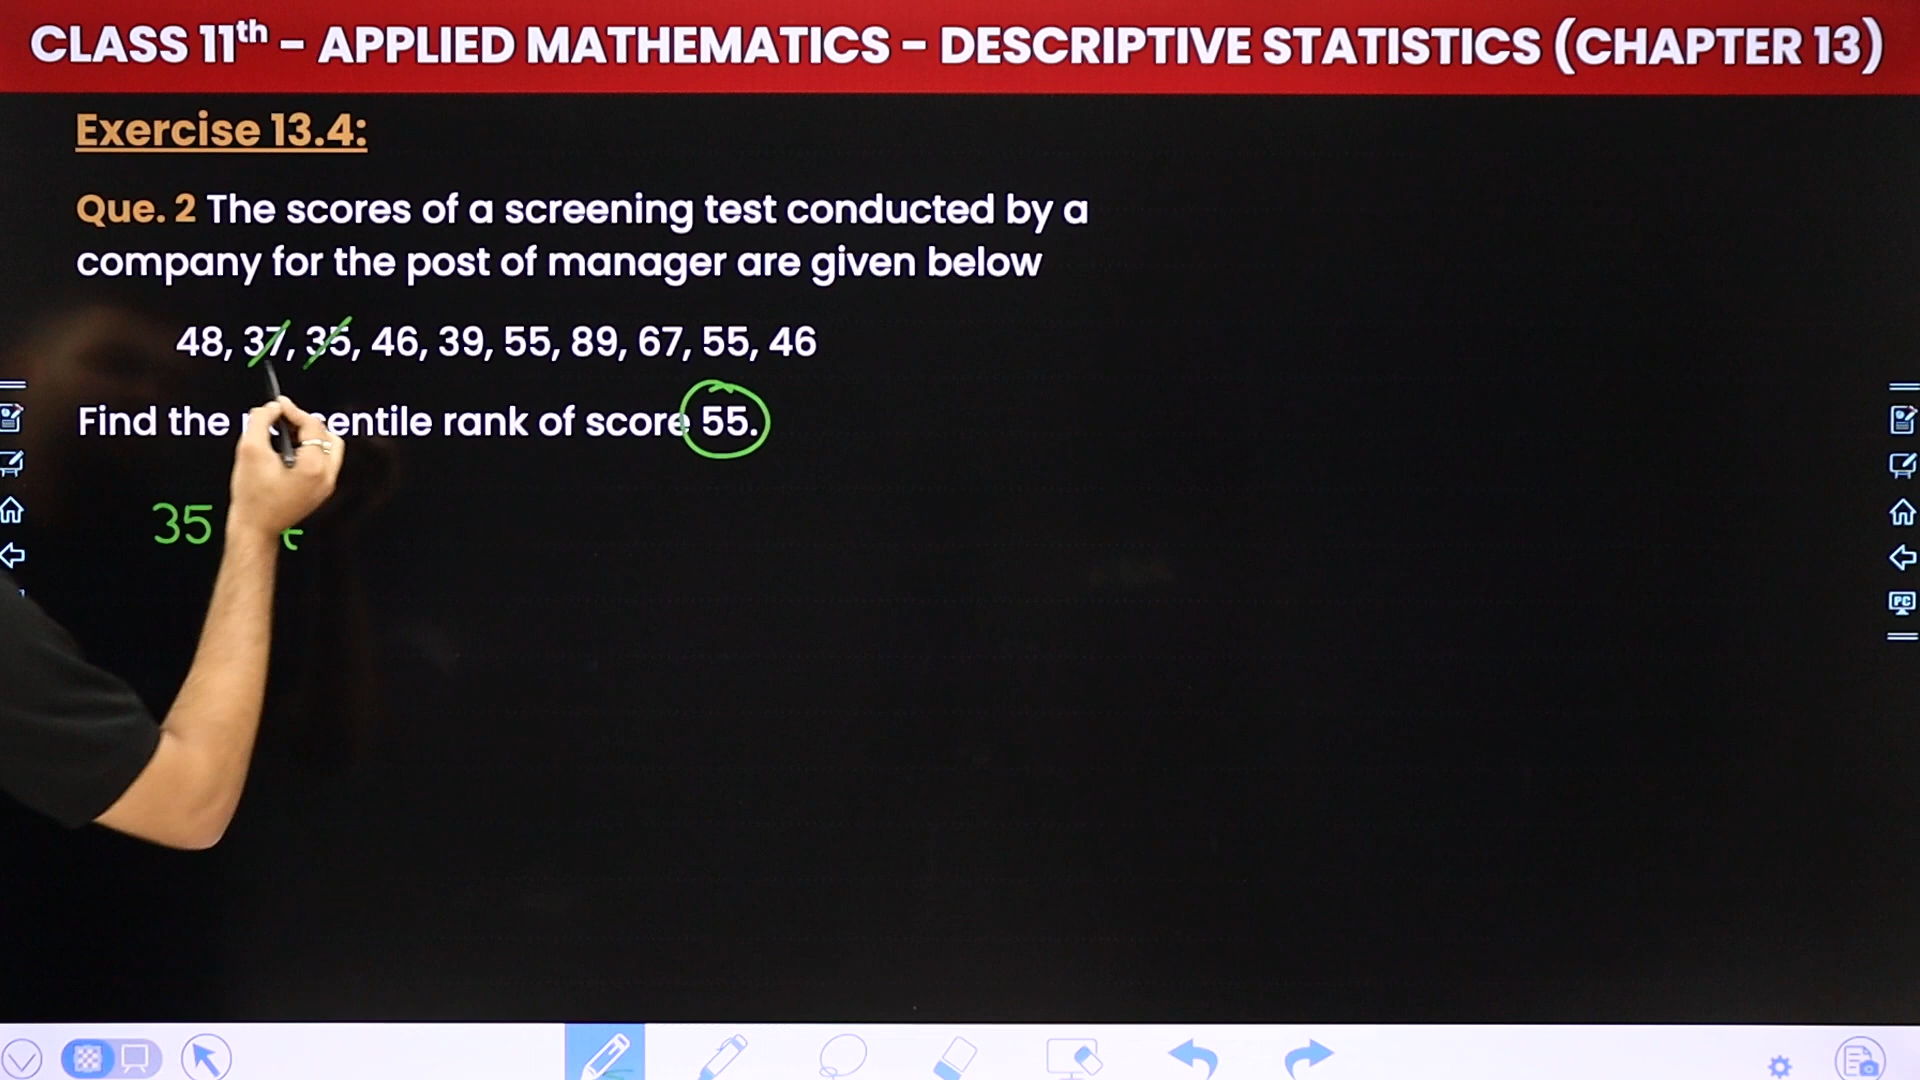 CLASS 11th - APPLIED MATHEMATICS - DESCRIPTIVE STATISTICS (CHAPTER 13)
Exercise 13.4:
Que. 2 The scores of a screening test conducted by a
company for the post of manager are given below
48, 37, 35, 46, 39, 55, 89, 67, 55, 46
Find the rank of score 55.
35
PC